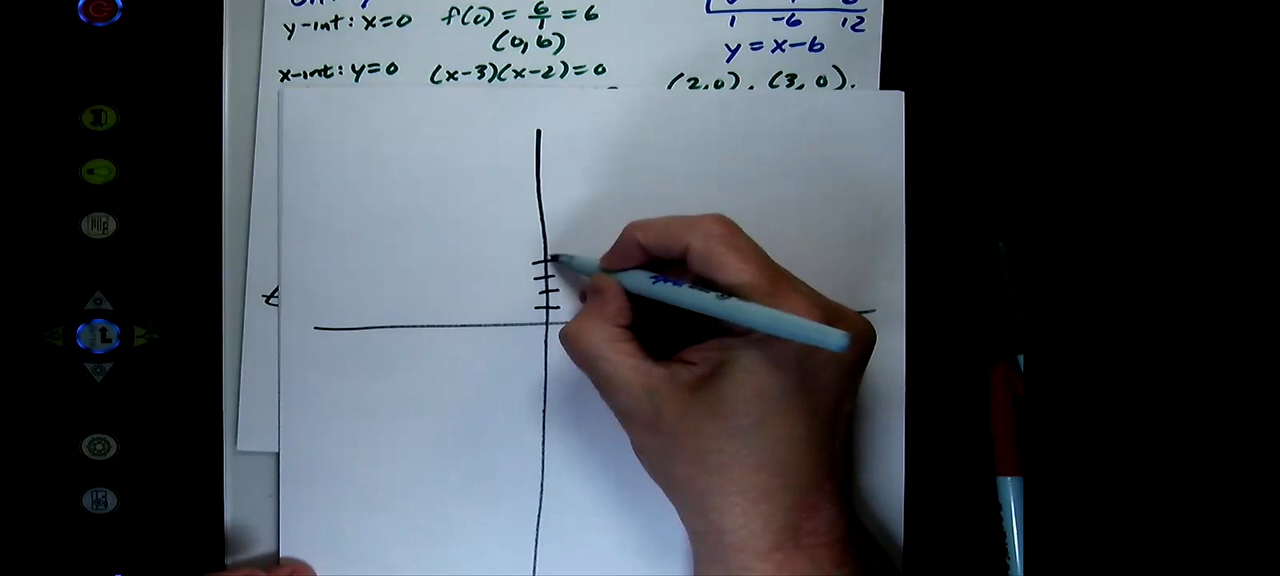 y-int: x=0 f(0) = 6/1 = 6
(0,6)
x-int: y=0 (x-3)(x-2)=0
1 -6 12
y = x-6
(2,0), (3,0).